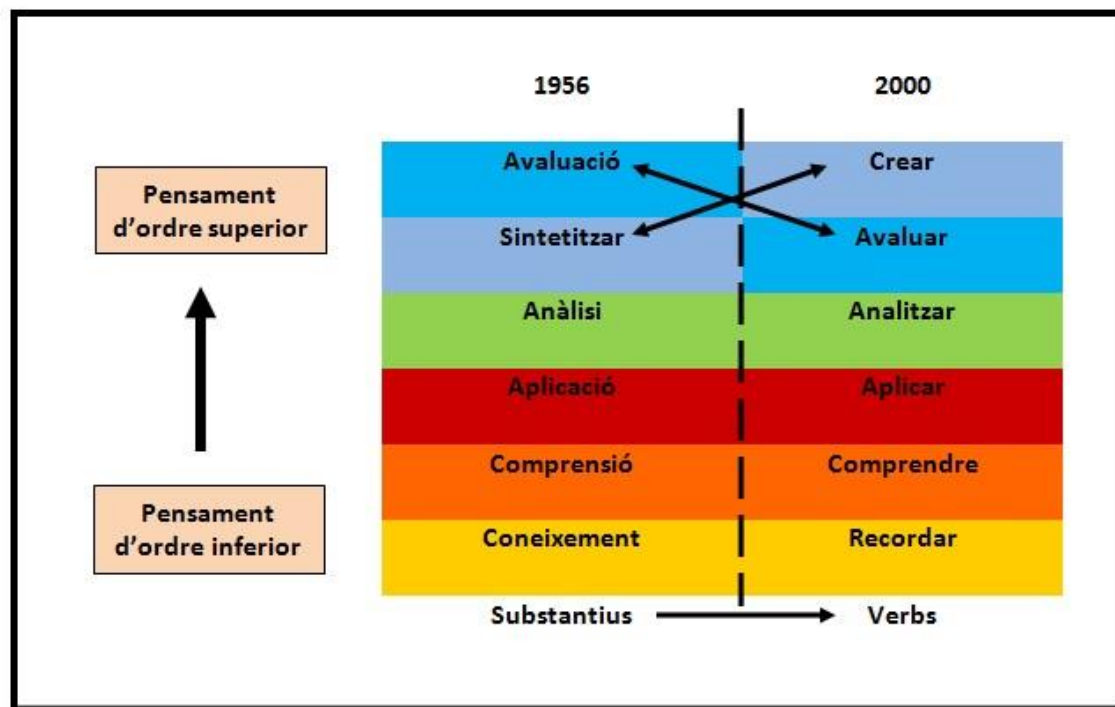 1956
2000
Avaluació
Crear
Pensament
d'ordre superior
Sintetitzar
Avaluar
Anàlisi
Analitzar
Aplicació
Aplicar
Comprensió
Comprendre
Pensament
d'ordre inferior
Coneixement
Recordar
Substantius
Verbs